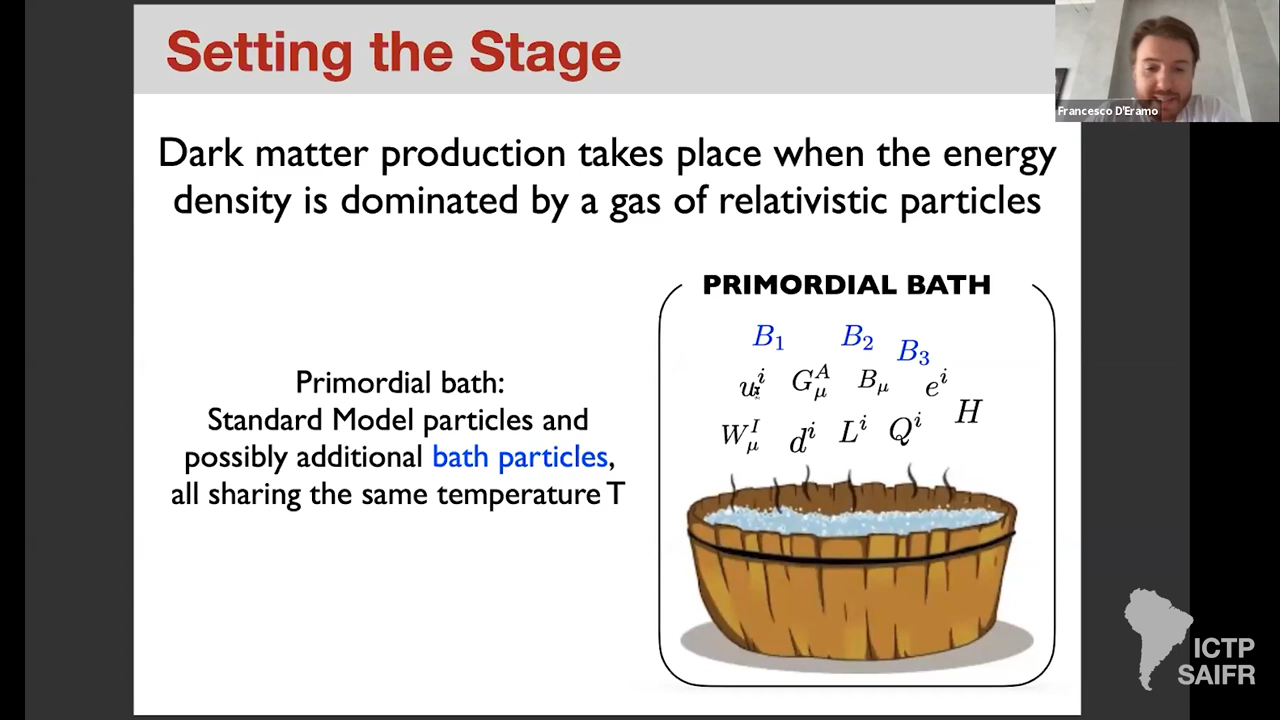 Setting the Stage
Francesco D'Eramo
Dark matter production takes place when the energy
density is dominated by a gas of relativistic particles
PRIMORDIAL BATH
B₁ B₂ B₃
uⁱ G_μ^A B_μ eⁱ
H
W_μ^I dⁱ Lⁱ Qⁱ
Primordial bath:
Standard Model particles and
possibly additional bath particles,
all sharing the same temperature T
ICTP
SAIFR